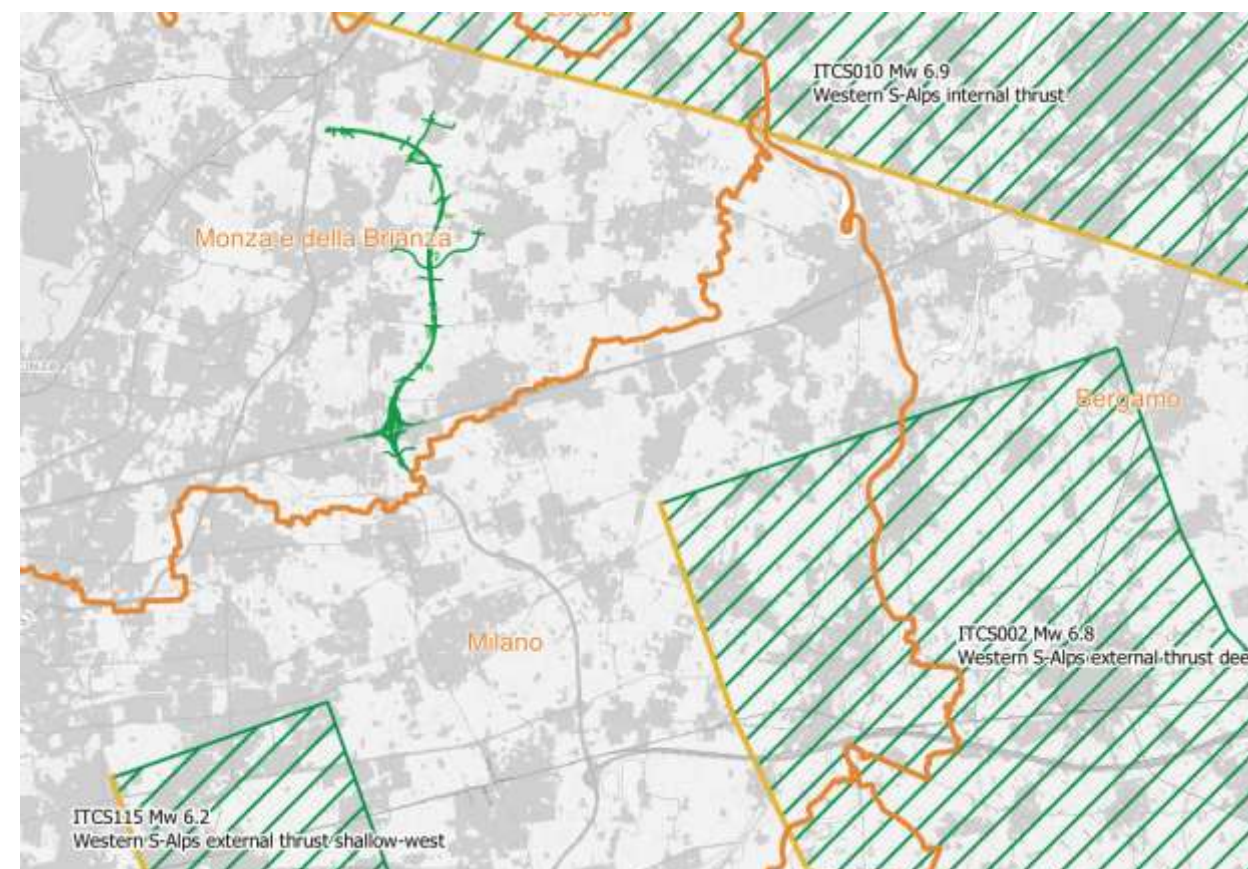 ITCS010 Mw 6.9
Western S-Alps internal thrust
Monza e della Brianza
Bergamo
ITCS002 Mw 6.8
Western S-Alps external thrust dee
Milano
ITCS115 Mw 6.2
Western S-Alps external thrust shallow-west